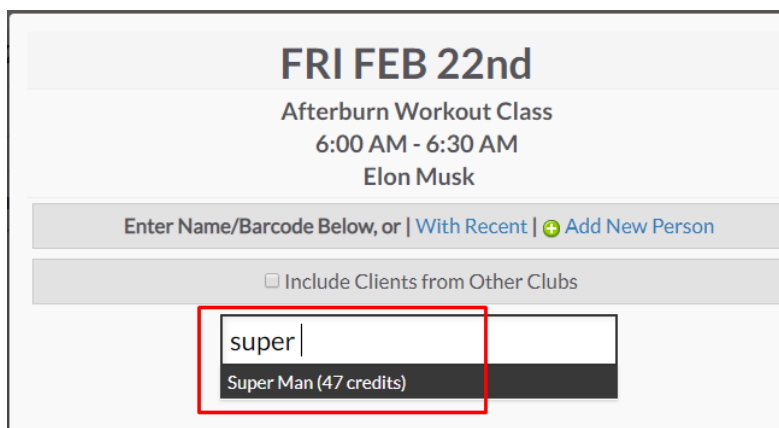 FRI FEB 22nd
Afterburn Workout Class
6:00 AM - 6:30 AM
Elon Musk
Enter Name/Barcode Below, or | With Recent | Add New Person
Include Clients from Other Clubs
super
Super Man (47 credits)